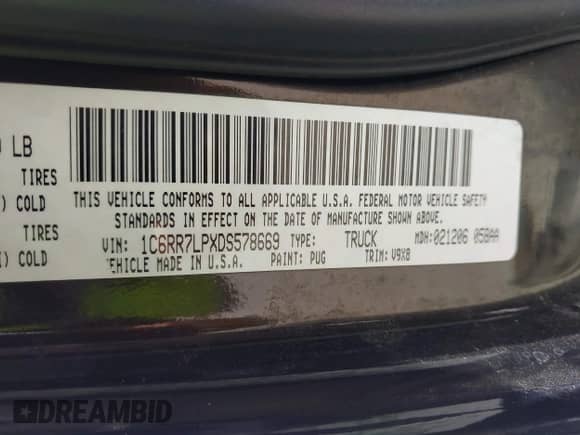 LB
TIRES
) COLD
THIS VEHICLE CONFORMS TO ALL APPLICABLE U.S.A. FEDERAL MOTOR VEHICLE SAFETY
STANDARDS IN EFFECT ON THE DATE OF MANUFACTURE SHOWN ABOVE.
TIRES
VIN: 1C6RR7LPXDS578669 TYPE: TRUCK MDH:021206 058AA
) COLD
VEHICLE MADE IN U.S.A. PAINT: PUG TRIM: V9X8
DREAMBID